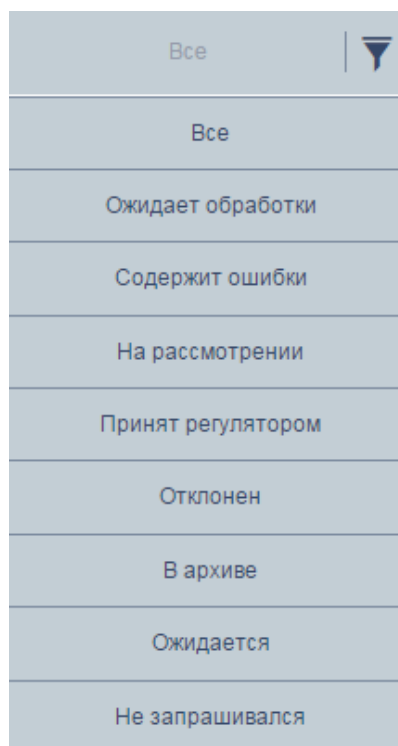 Все
Все
Ожидает обработки
Содержит ошибки
На рассмотрении
Принят регулятором
Отклонен
В архиве
Ожидается
Не запрашивался